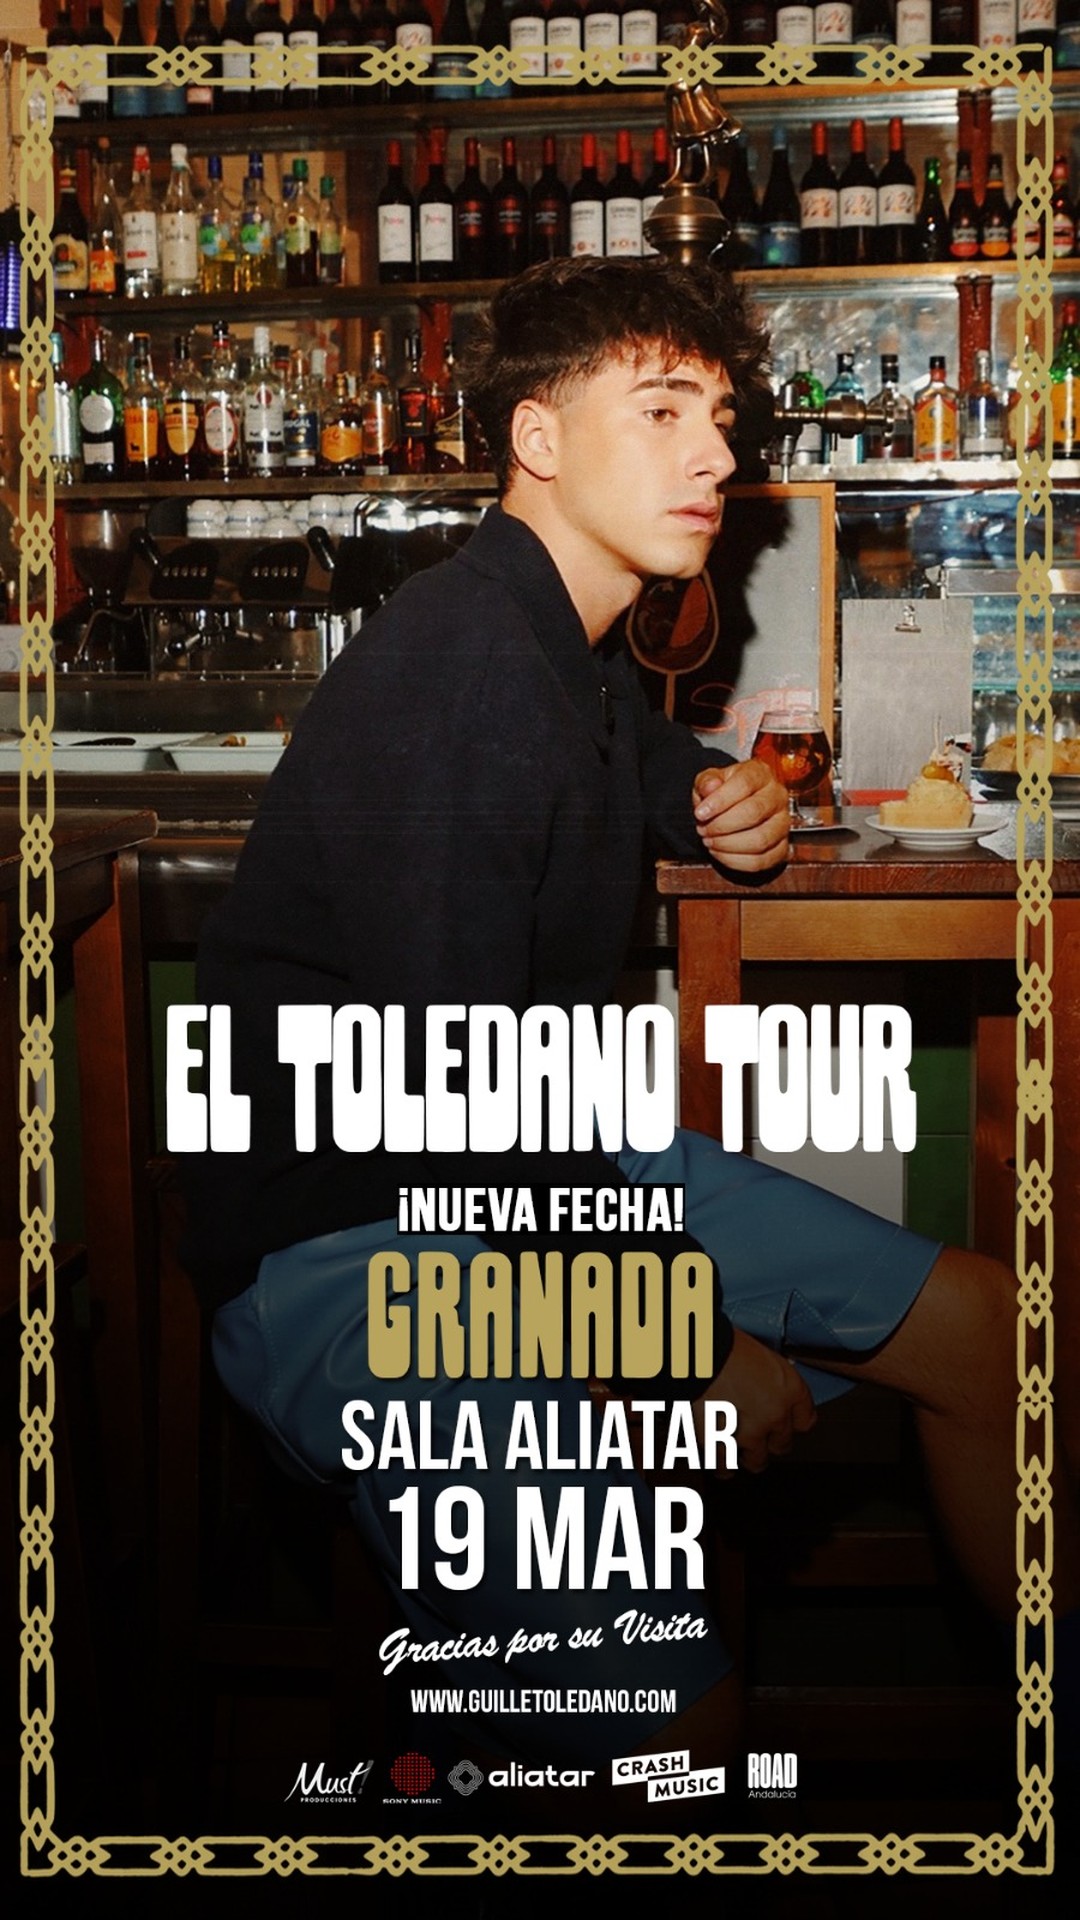 EL TOLEDANO TOUR
¡NUEVA FECHA!
GRANADA
SALA ALIATAR
19 MAR
Gracias por su Visita
WWW.GUILLETOLEDANO.COM
Must!
PRODUCCIONES
SONY MUSIC
aliatar
CRASH
MUSIC
ROAD
Andalucía